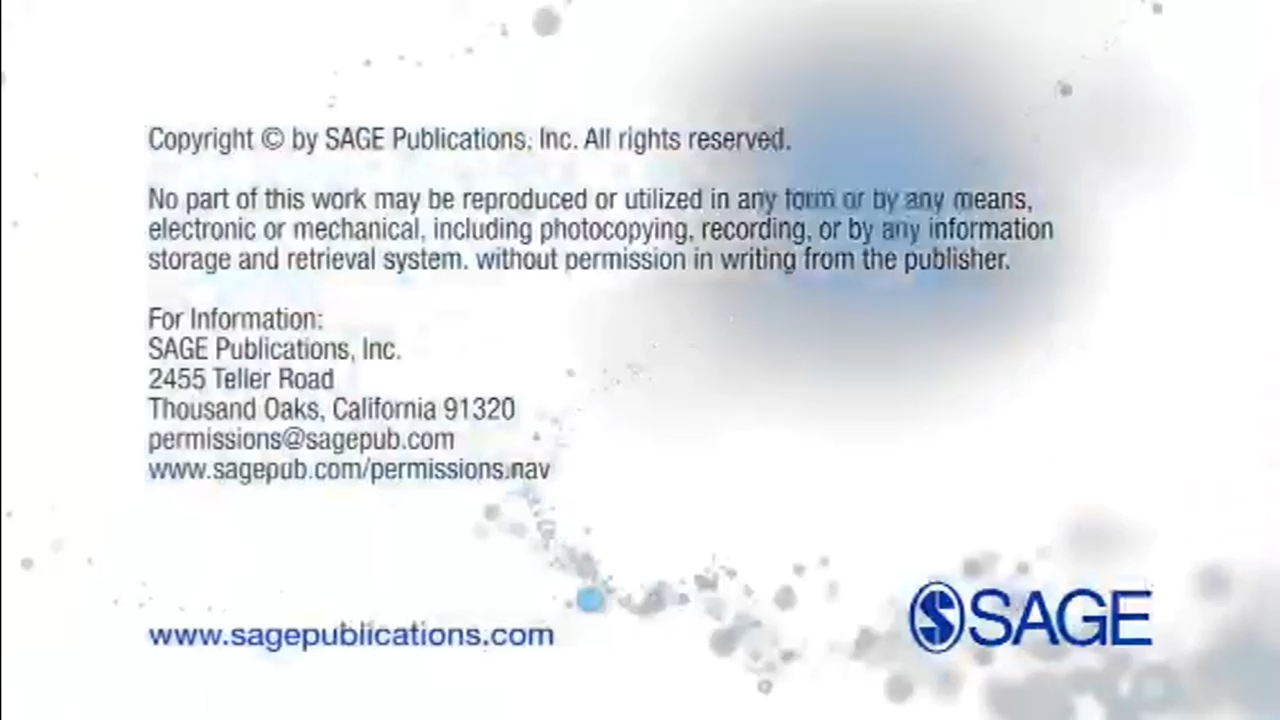 Copyright © by SAGE Publications, Inc. All rights reserved.
No part of this work may be reproduced or utilized in any form or by any means,
electronic or mechanical, including photocopying, recording, or by any information
storage and retrieval system. without permission in writing from the publisher.
For Information:
SAGE Publications, Inc.
2455 Teller Road
Thousand Oaks, California 91320
permissions@sagepub.com
www.sagepub.com/permissions.nav
www.sagepublications.com
SAGE